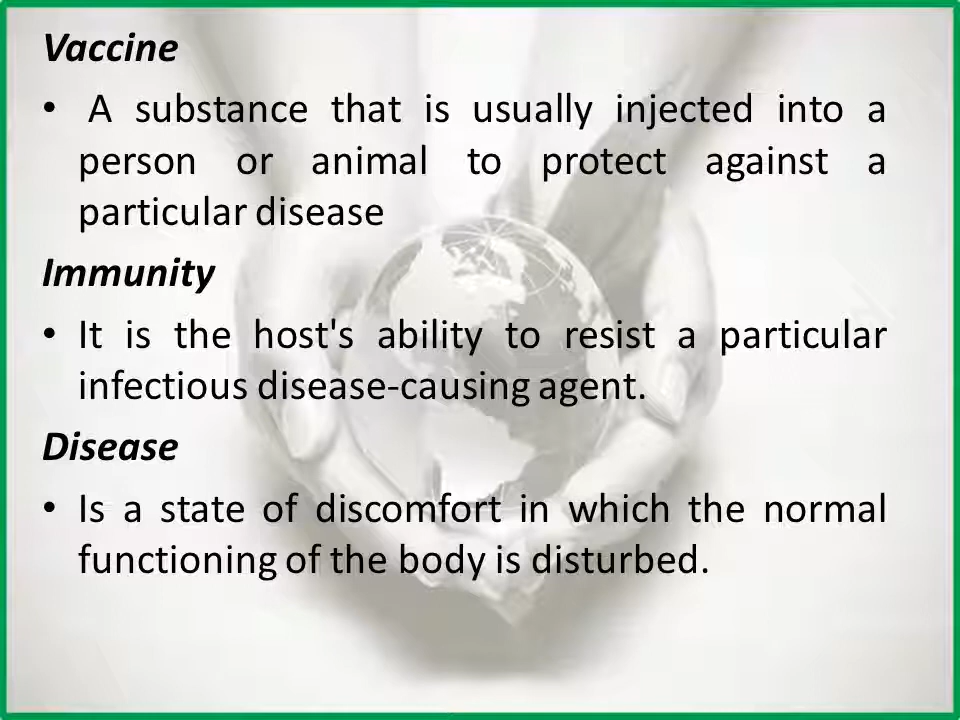 Vaccine
• A substance that is usually injected into a
person or animal to protect against a
particular disease
Immunity
• It is the host's ability to resist a particular
infectious disease-causing agent.
Disease
• Is a state of discomfort in which the normal
functioning of the body is disturbed.